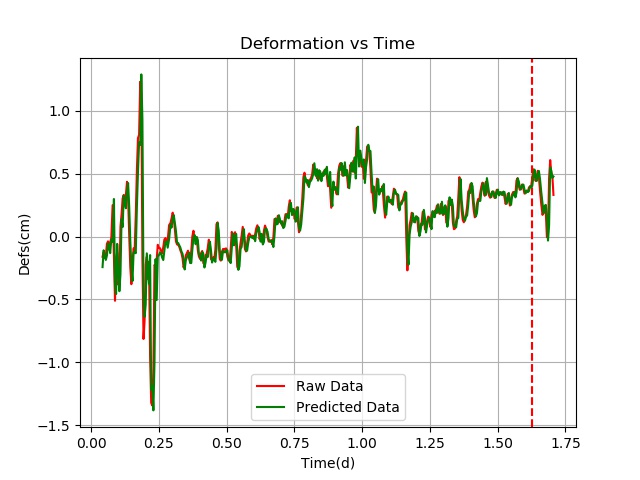 Deformation vs Time
Defs(cm)
1.0
0.5
0.0
−0.5
−1.0
−1.5
Raw Data
Predicted Data
0.00 0.25 0.50 0.75 1.00 1.25 1.50 1.75
Time(d)